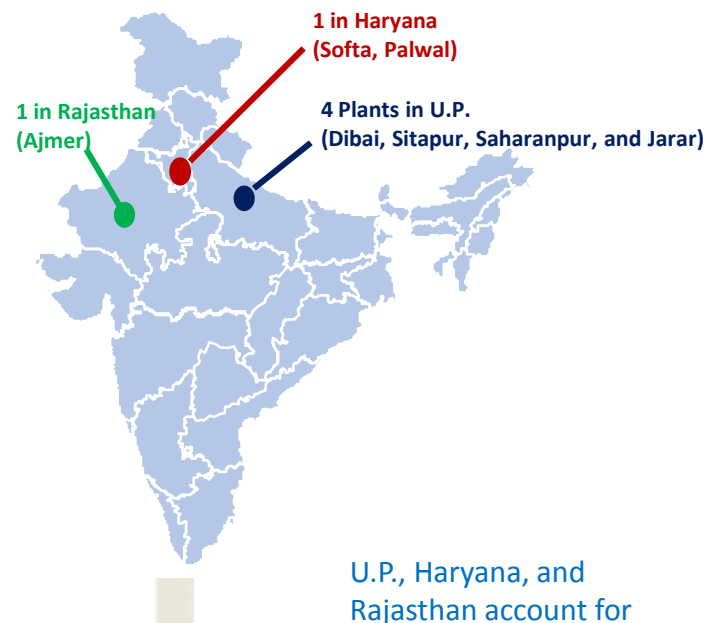 1 in Haryana
(Softa, Palwal)
1 in Rajasthan
(Ajmer)
4 Plants in U.P.
(Dibai, Sitapur, Saharanpur, and Jarar)
U.P., Haryana, and
Rajasthan account for